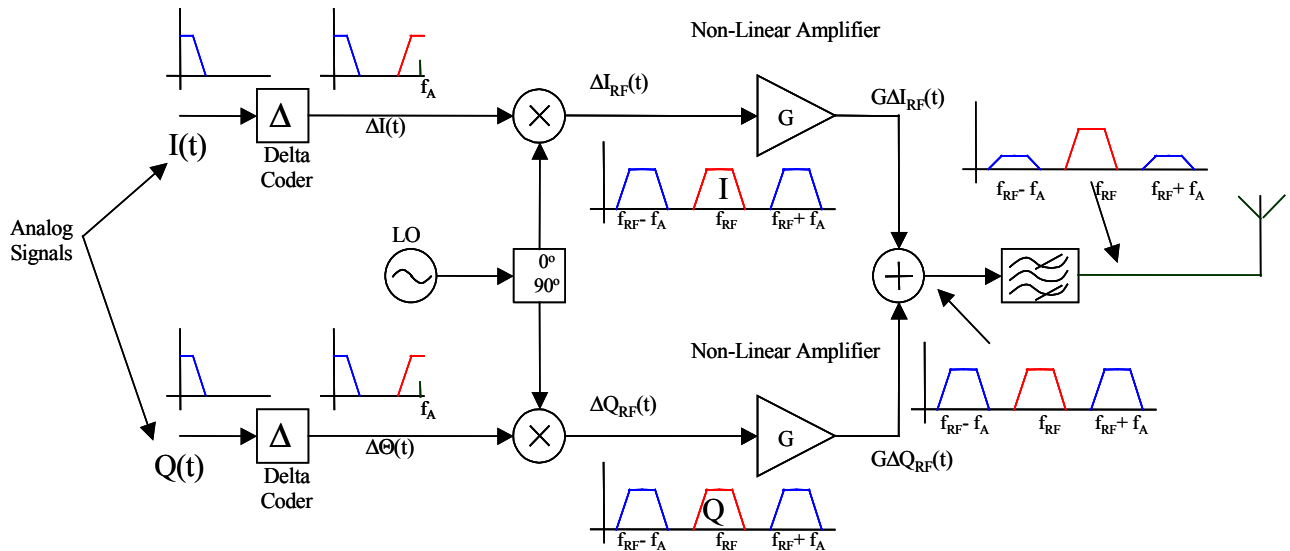 Non-Linear Amplifier
f_A
ΔI_RF(t)
GΔI_RF(t)
Δ
G
I(t)
ΔI(t)
Delta
Coder
f_RF- f_A
f_RF
f_RF+ f_A
I
f_RF- f_A
f_RF
f_RF+ f_A
Analog
Signals
LO
0º
90º
Non-Linear Amplifier
f_A
ΔQ_RF(t)
f_RF- f_A
f_RF
f_RF+ f_A
Δ
G
Q(t)
ΔΘ(t)
GΔQ_RF(t)
Delta
Coder
Q
f_RF- f_A
f_RF
f_RF+ f_A